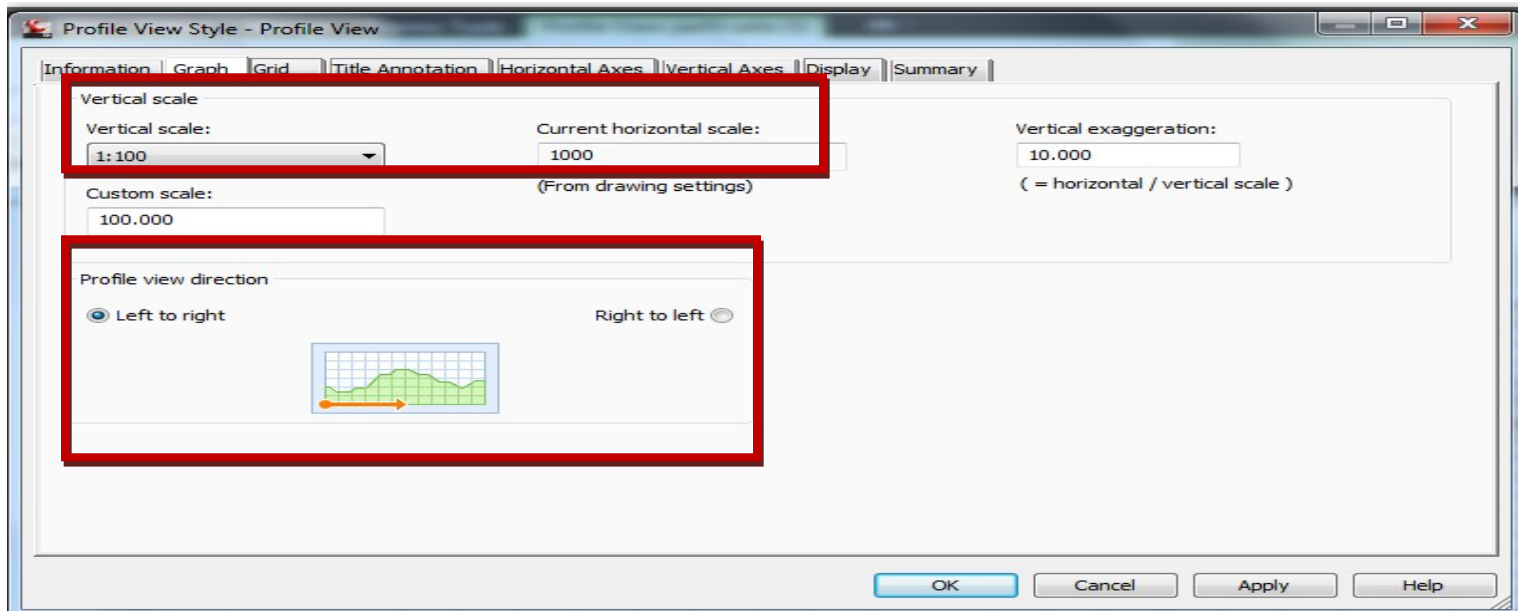 Profile View Style - Profile View
Information Graph Grid Title Annotation Horizontal Axes Vertical Axes Display Summary
Vertical scale
Vertical scale: Current horizontal scale: Vertical exaggeration:
1:100 1000 10.000
(From drawing settings) ( = horizontal / vertical scale )
Custom scale:
100.000
Profile view direction
Left to right Right to left
OK Cancel Apply Help